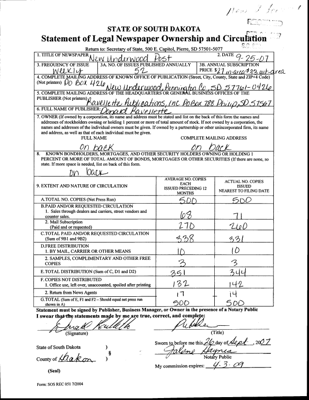 STATE OF SOUTH DAKOTA
Statement of Legal Newspaper Ownership and Circulation
Return to: Secretary of State, 500 E. Capitol, Pierre, SD 57501-5077
1. TITLE OF NEWSPAPER New Underwood Post
2. DATE 9-25-07
3. FREQUENCY OF ISSUE 3A. NO. OF ISSUES PUBLISHED ANNUALLY 3B. ANNUAL SUBSCRIPTION
weekly 52 PRICE
4. COMPLETE MAILING ADDRESS OF KNOWN OFFICE OF PUBLICATION (Street, City, County, State and ZIP+4 Code)
(Not printers) PO Box 426
New Underwood, Pennington Co, SD 57761-0426
5. COMPLETE MAILING ADDRESS OF THE HEADQUARTERS OF GENERAL BUSINESS OFFICES OF THE
PUBLISHER (Not printers) Ravellette Publications, Inc PO Box 788 Philip, SD 57567
6. FULL NAME OF PUBLISHER Donald Ravellette
7. OWNER (If owned by a corporation, its name and address must be stated and list on the back of this form the names and
addresses of stockholders owning or holding 1 percent or more of total amount of stock. If not owned by a corporation, the
names and addresses of the individual owners must be given. If owned by a partnership or other unincorporated firm, its name
and address, as well as that of each individual must be given.
FULL NAME COMPLETE MAILING ADDRESS
on back on back
8. KNOWN BONDHOLDERS, MORTGAGEES, AND OTHER SECURITY HOLDERS OWNING OR HOLDING 1
PERCENT OR MORE OF TOTAL AMOUNT OF BONDS, MORTGAGES OR OTHER SECURITIES (If there are none, so
state. If more space is needed, list on back of this form.
on back
9. EXTENT AND NATURE OF CIRCULATION
AVERAGE NO. COPIES
EACH
ISSUED PRECEDING 12
MONTHS
ACTUAL NO. COPIES
ISSUED
NEAREST TO FILING DATE
A. TOTAL NO. COPIES (Net Press Run) 500 500
B. PAID AND/OR REQUESTED CIRCULATION
1. Sales through dealers and carriers, street vendors and
counter sales. 68 71
2. Mail Subscription
(Paid and or requested) 270 260
C. TOTAL PAID AND/OR REQUESTED CIRCULATION
(Sum of 9B1 and 9B2) 338 331
D. FREE DISTRIBUTION
1. BY MAIL, CARRIER OR OTHER MEANS 10 10
2. SAMPLES, COMPLIMENTARY AND OTHER FREE
COPIES 3 3
E. TOTAL DISTRIBUTION (Sum of C, D1 and D2) 351 344
F. COPIES NOT DISTRIBUTED
1. Office use, left over, unaccounted, spoiled after printing 132 142
2. Return from News Agents 17 14
G. TOTAL (Sum of E, F1 and F2 - Should equal net press run
shown in A) 500 500
Statement must be signed by Publisher, Business Manager, or Owner in the presence of a Notary Public
I swear that the statements made by me are true, correct, and complete:
Publisher
(Signature) (Title)
State of South Dakota )
§
County of Haakon )
Sworn to before me this 26 day of Sept 2007
Notary Public
(Seal)
My commission expires: 4-3-09
Form: SOS REC 051 7/2004